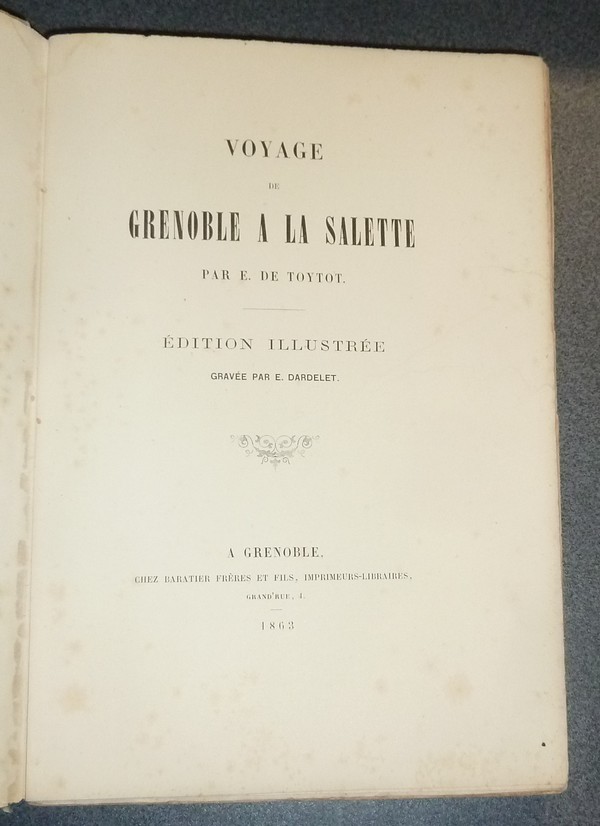 VOYAGE
DE
GRENOBLE A LA SALETTE
PAR E. DE TOYTOT.
ÉDITION ILLUSTRÉE
GRAVÉE PAR E. DARDELET.
A GRENOBLE,
CHEZ BARATIER FRÈRES ET FILS, IMPRIMEURS-LIBRAIRES,
GRAND'RUE, 4.
1863